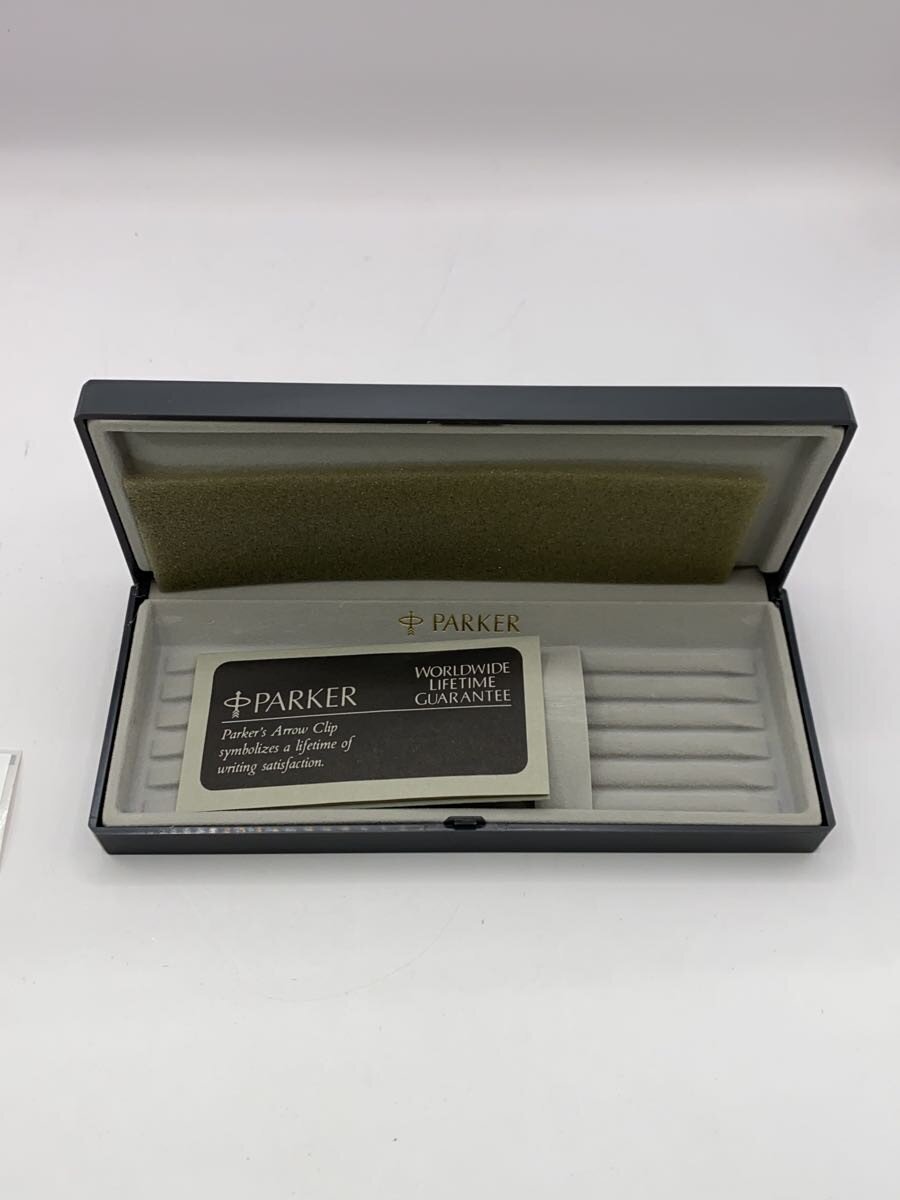 PARKER
PARKER
WORLDWIDE
LIFETIME
GUARANTEE
Parker's Arrow Clip
symbolizes a lifetime of
writing satisfaction.